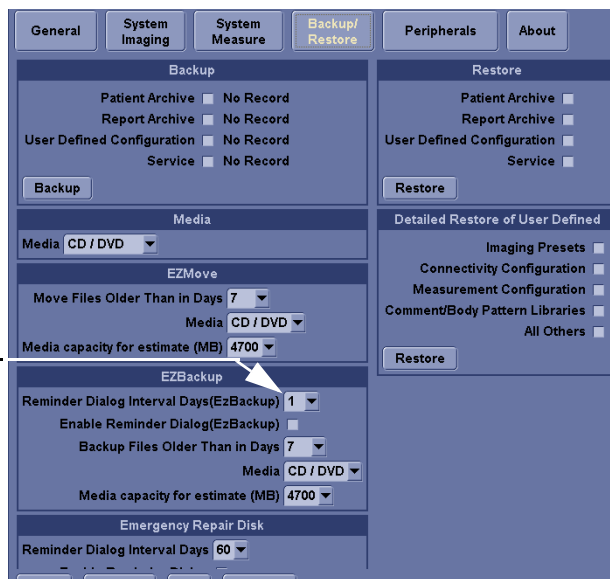 General
System Imaging
System Measure
Backup/ Restore
Peripherals
About
Backup
Patient Archive No Record
Report Archive No Record
User Defined Configuration No Record
Service No Record
Backup
Media
Media CD / DVD
EZMove
Move Files Older Than in Days 7
Media CD / DVD
Media capacity for estimate (MB) 4700
EZBackup
Reminder Dialog Interval Days(EzBackup) 1
Enable Reminder Dialog(EzBackup)
Backup Files Older Than in Days 7
Media CD / DVD
Media capacity for estimate (MB) 4700
Emergency Repair Disk
Reminder Dialog Interval Days 60
Restore
Patient Archive
Report Archive
User Defined Configuration
Service
Restore
Detailed Restore of User Defined
Imaging Presets
Connectivity Configuration
Measurement Configuration
Comment/Body Pattern Libraries
All Others
Restore